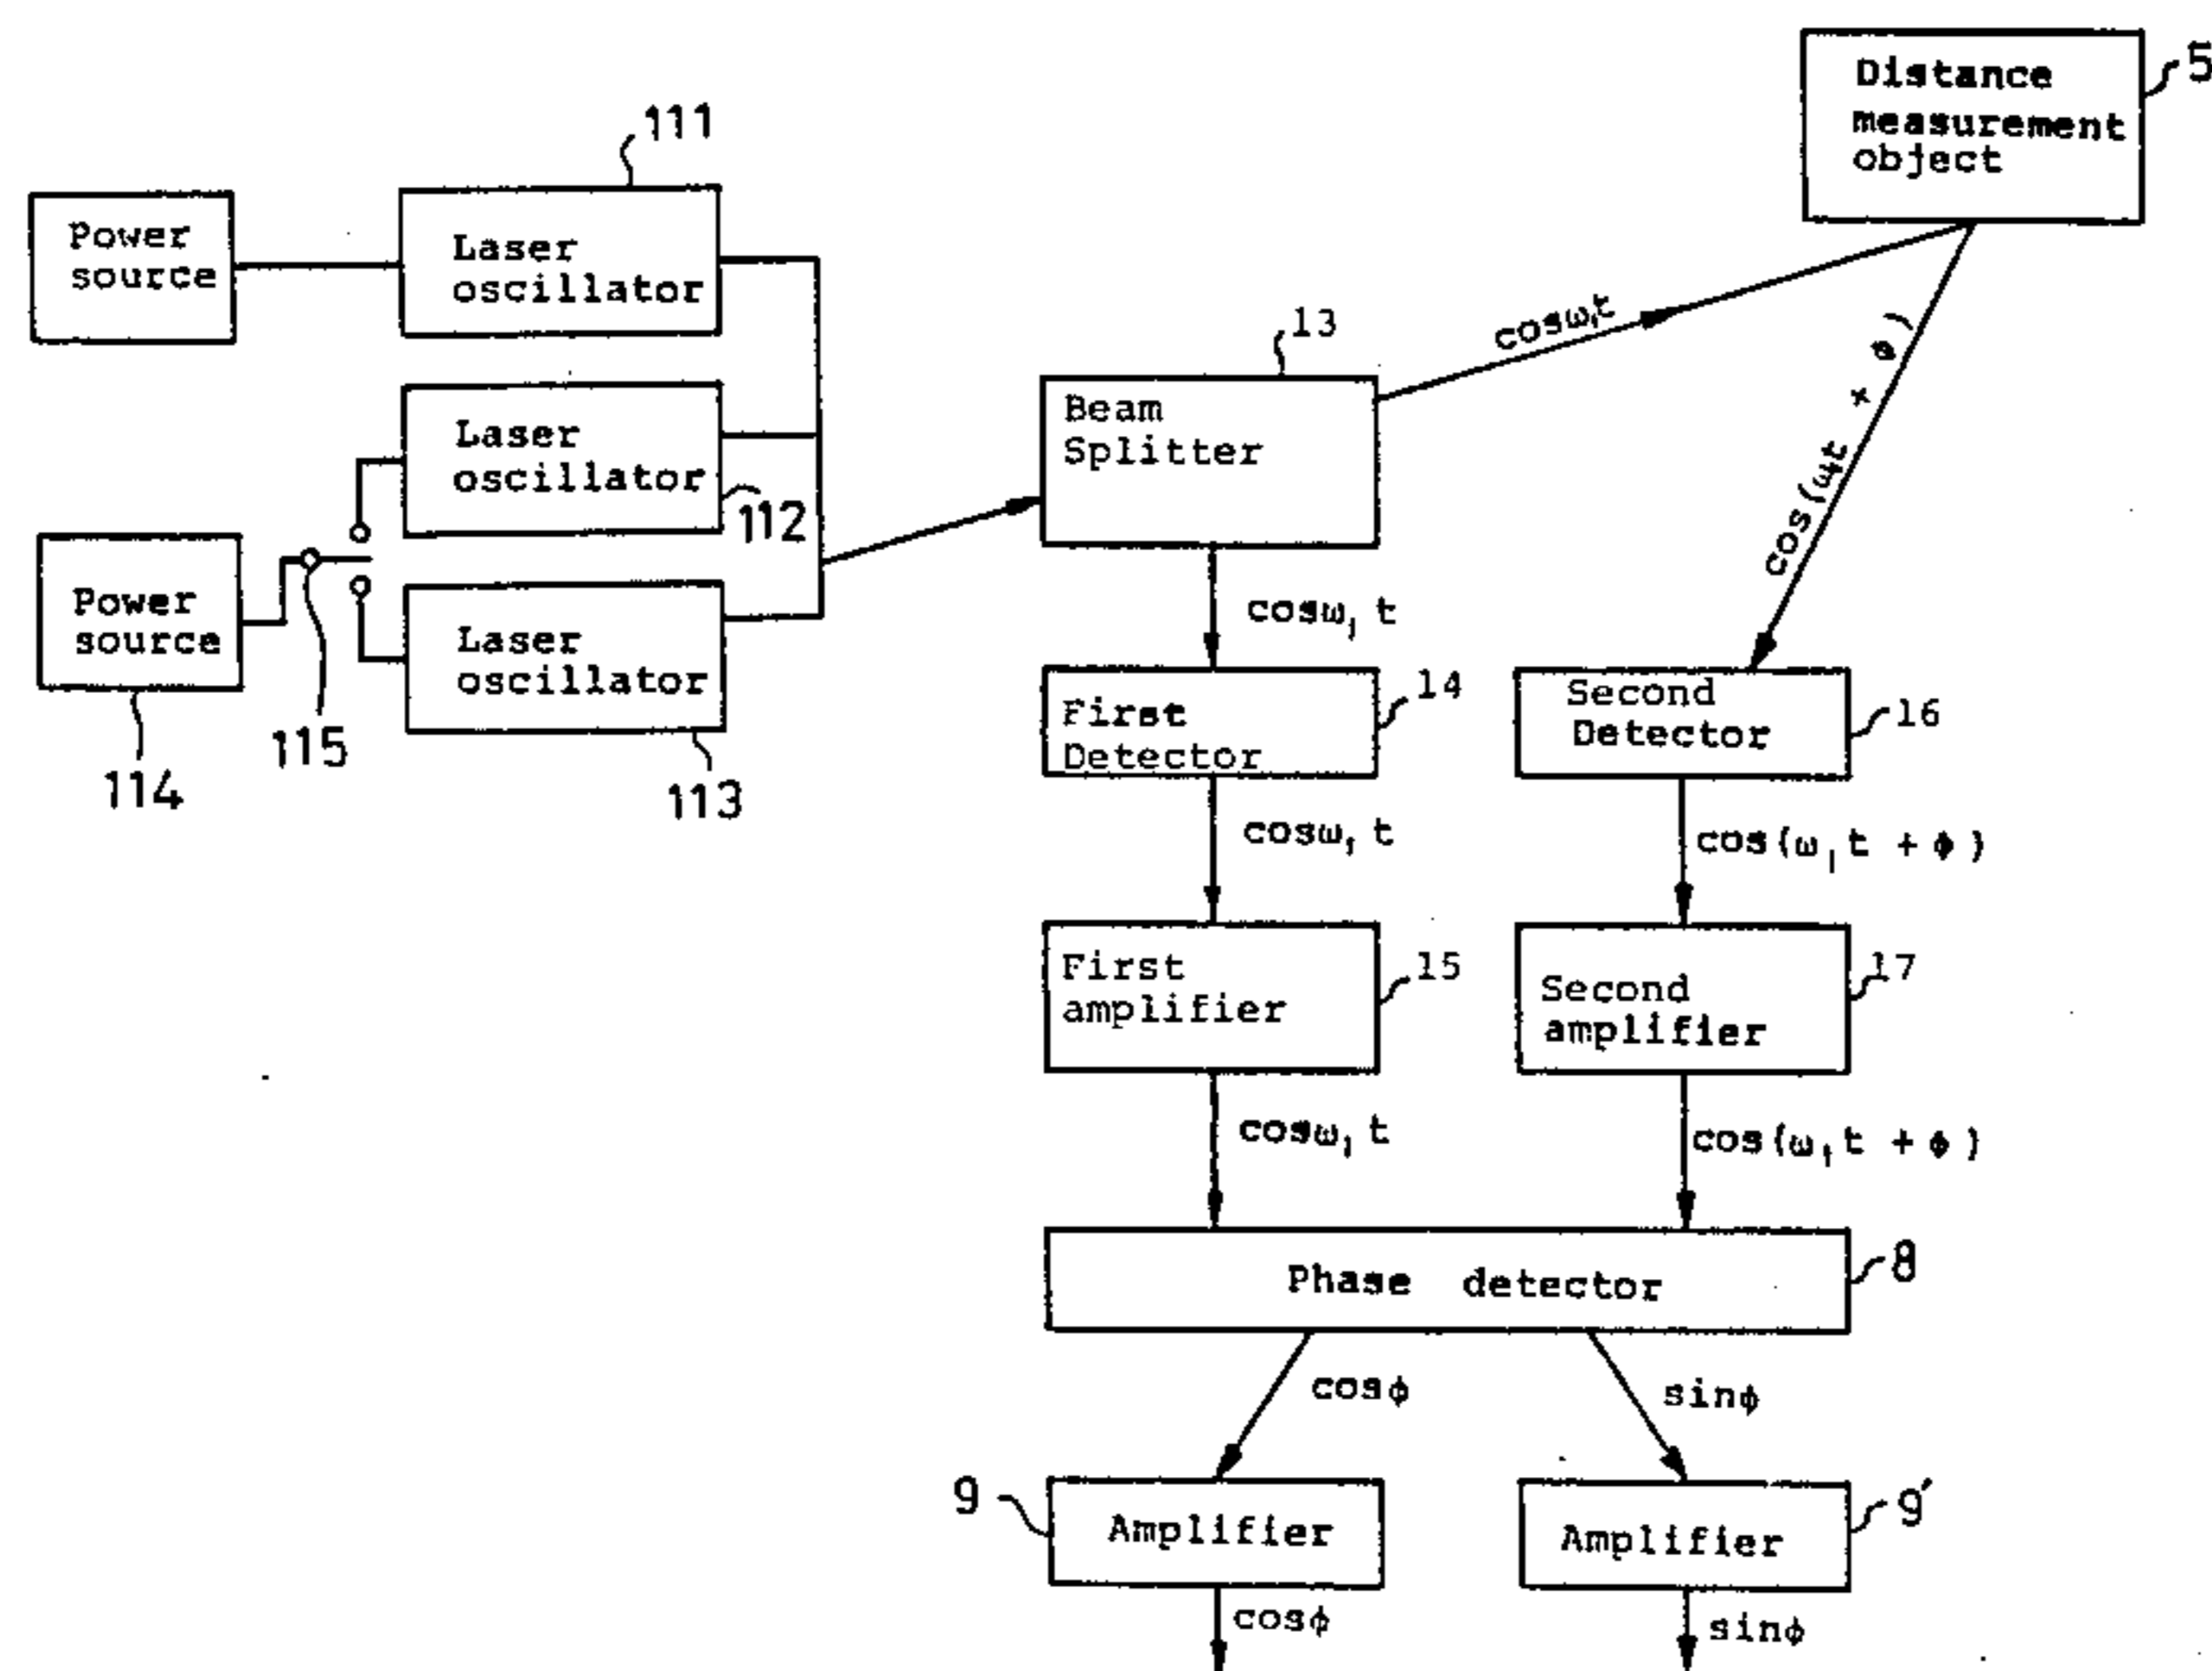 111
Distance
measurement
object
5
Power
source
Laser
oscillator
cosω₁t
13
Beam
Splitter
Laser
oscillator
112
cos(ω₁t + φ)
Power
source
115
114
Laser
oscillator
113
cosω₁t
First
Detector
14
Second
Detector
16
cosω₁t
cos(ω₁t + φ)
First
amplifier
15
Second
amplifier
17
cosω₁t
cos(ω₁t + φ)
Phase detector
8
cosφ
sinφ
9
Amplifier
Amplifier
9′
cosφ
sinφ